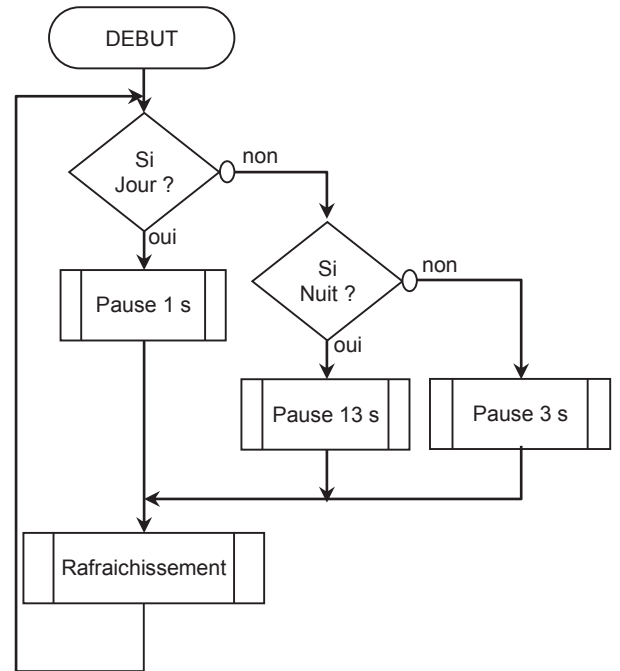 DEBUT
Si
Jour ?
non
oui
Pause 1 s
Si
Nuit ?
non
oui
Pause 13 s
Pause 3 s
Rafraichissement